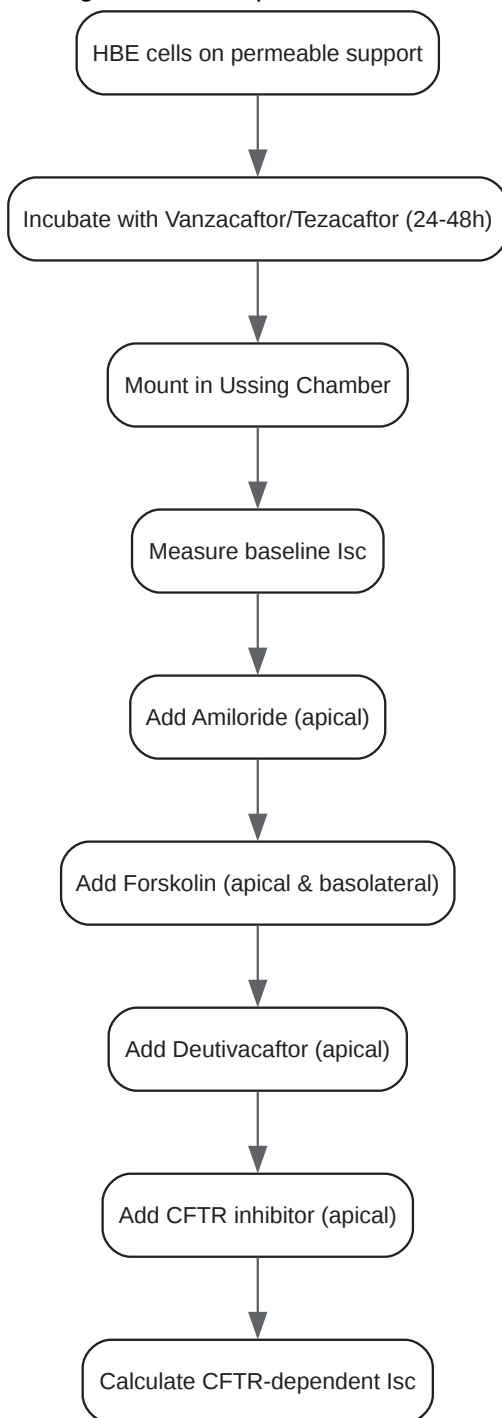 HBE cells on permeable support
Incubate with Vanzacaftor/Tezacaftor (24-48h)
Mount in Ussing Chamber
Measure baseline Isc
Add Amiloride (apical)
Add Forskolin (apical & basolateral)
Add Deutivacaftor (apical)
Add CFTR inhibitor (apical)
Calculate CFTR-dependent Isc